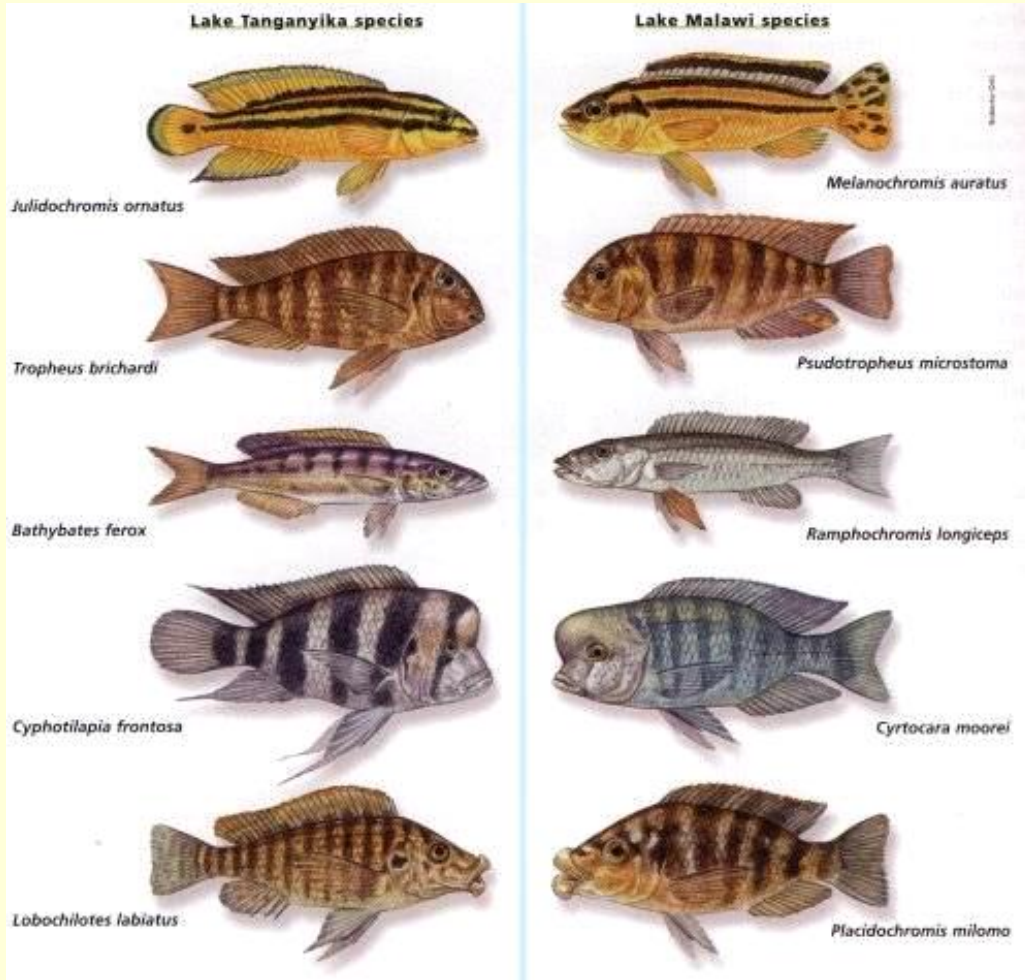 Lake Tanganyika species
Lake Malawi species
Julidochromis ornatus
Melanochromis auratus
Tropheus brichardi
Psudotropheus microstoma
Bathybates ferox
Ramphochromis longiceps
Cyphotilapia frontosa
Cyrtocara moorei
Lobochilotes labiatus
Placidochromis milomo